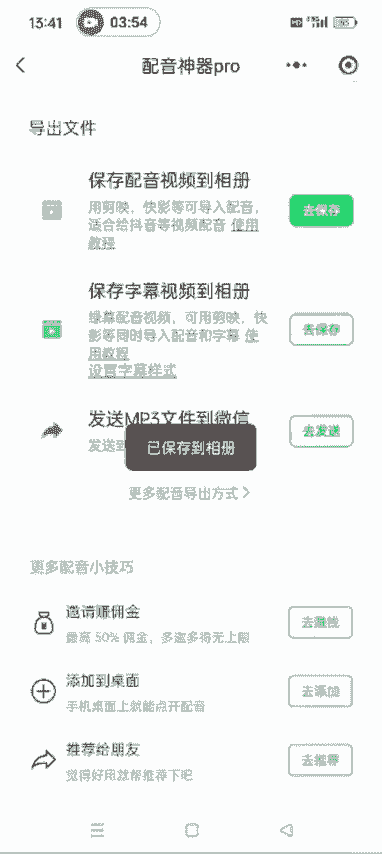 13:41
03:54
配音神器pro
导出文件
保存配音视频到相册
用剪映，快影等可导入配音，
适合给抖音等视频配音 使用
教程
去保存
保存字幕视频到相册
绿幕配音视频，可用剪映，快
影等同时导入配音和字幕 使
用教程
设置字幕样式
去保存
发送MP3文件到微信
发送到
去发送
已保存到相册
更多配音导出方式
更多配音小技巧
邀请赚佣金
最高 50% 佣金，多邀多得无上限
去赚钱
添加到桌面
手机桌面上就能点开配音
去添加
推荐给朋友
觉得好用就帮推荐下吧
去推荐